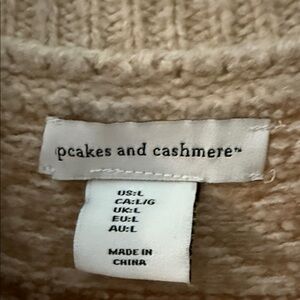 pcakes and cashmere™
US:L
CA:L/G
UK:L
EU:L
AU:L
MADE IN
CHINA